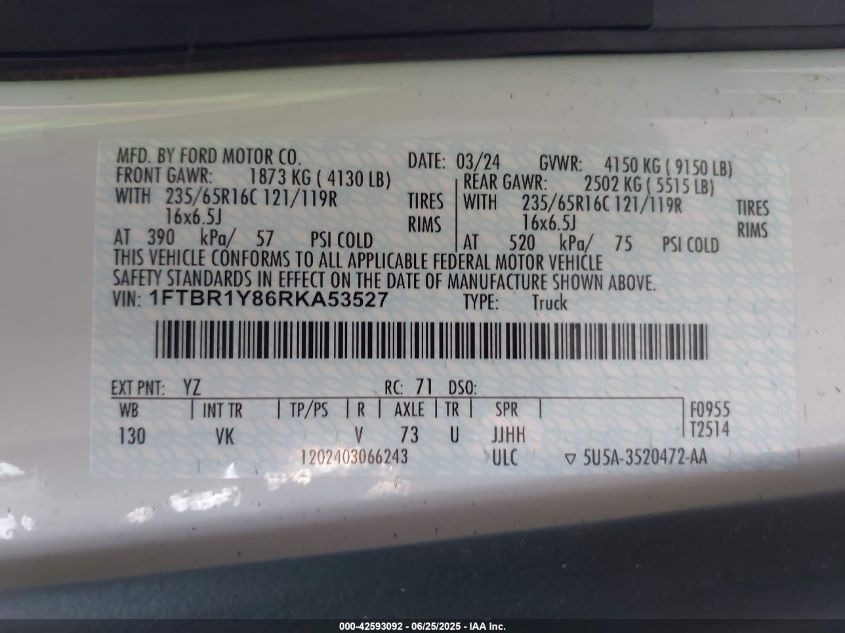 MFD. BY FORD MOTOR CO. DATE: 03/24 GVWR: 4150 KG ( 9150 LB)
FRONT GAWR: 1873 KG ( 4130 LB) REAR GAWR: 2502 KG ( 5515 LB)
WITH 235/65R16C 121/119R TIRES WITH 235/65R16C 121/119R TIRES
16x6.5J RIMS 16x6.5J RIMS
AT 390 kPa/ 57 PSI COLD AT 520 kPa/ 75 PSI COLD
THIS VEHICLE CONFORMS TO ALL APPLICABLE FEDERAL MOTOR VEHICLE
SAFETY STANDARDS IN EFFECT ON THE DATE OF MANUFACTURE SHOWN ABOVE.
VIN: 1FTBR1Y86RKA53527 TYPE: Truck
EXT PNT: YZ RC: 71 DSO:
WB INT TR TP/PS R AXLE TR SPR F0955
130 VK V 73 U JJHH T2514
1202403066243 ULC ▽ 5U5A-3520472-AA
000-42593092 - 06/25/2025 - IAA Inc.